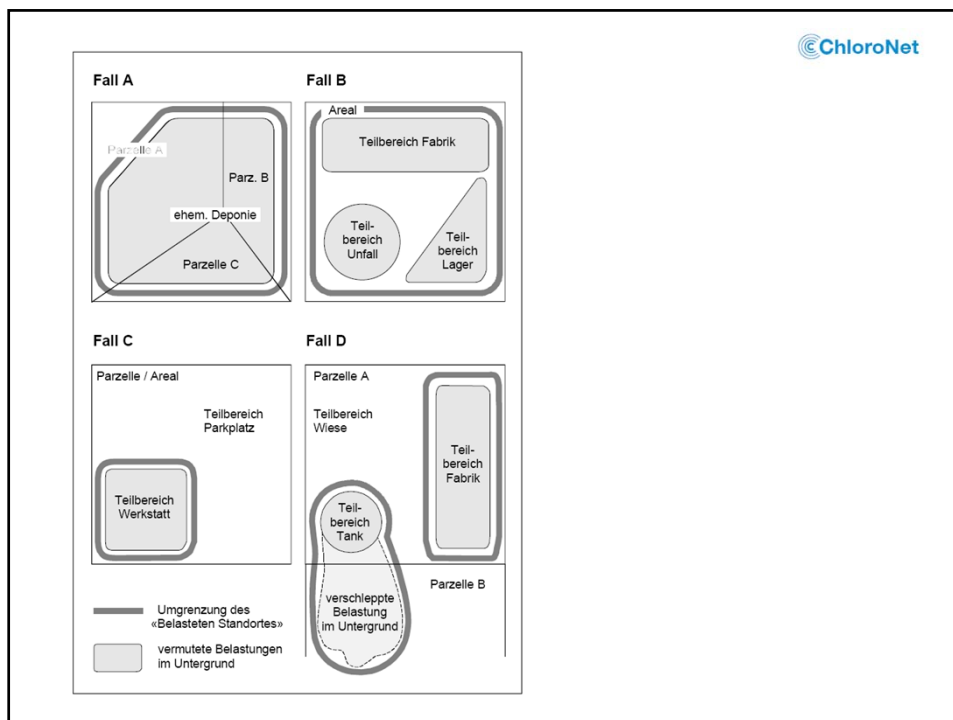 ChloroNet
Fall A
Parzelle A
Parz. B
ehem. Deponie
Parzelle C
Fall B
Areal
Teilbereich Fabrik
Teil-
bereich
Unfall
Teil-
bereich
Lager
Fall C
Parzelle / Areal
Teilbereich
Parkplatz
Teilbereich
Werkstatt
Fall D
Parzelle A
Teilbereich
Wiese
Teil-
bereich
Fabrik
Teil-
bereich
Tank
Parzelle B
verschleppte
Belastung
im Untergrund
Umgrenzung des
«Belasteten Standortes»
vermutete Belastungen
im Untergrund